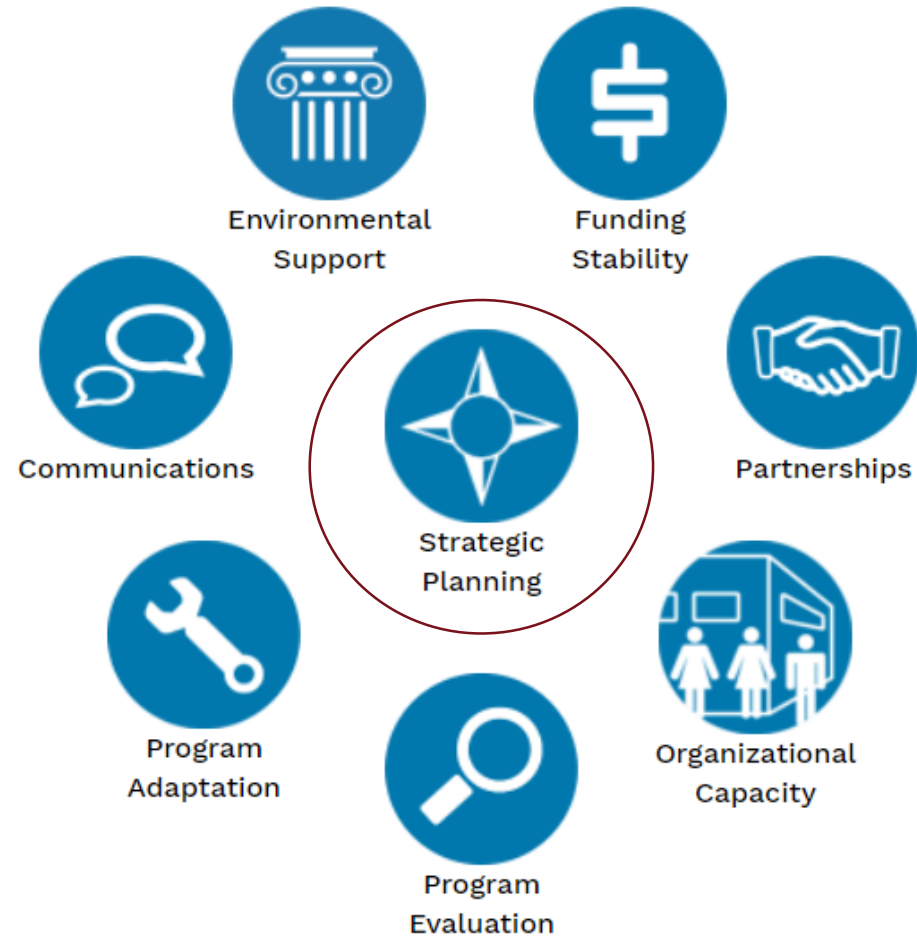 Environmental
Support
Funding
Stability
Communications
Partnerships
Strategic
Planning
Program
Adaptation
Organizational
Capacity
Program
Evaluation